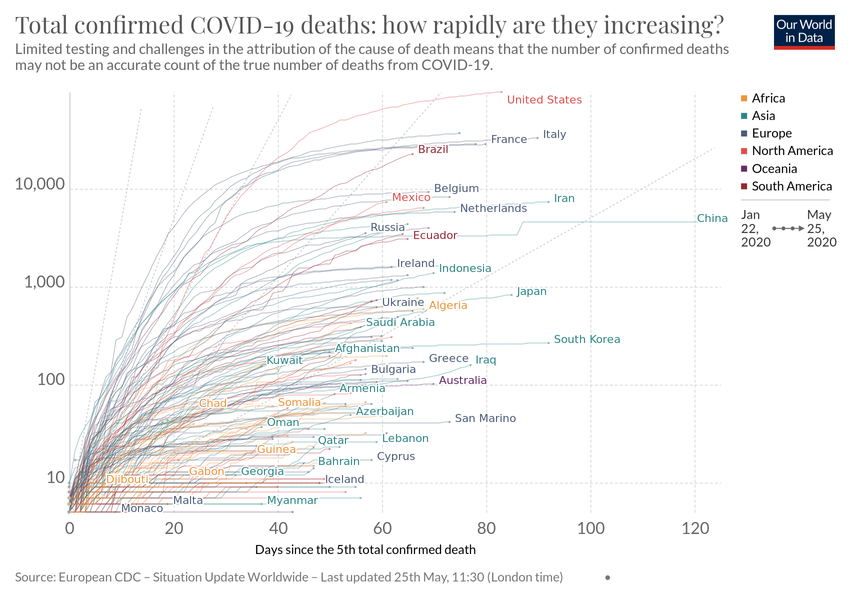 Total confirmed COVID-19 deaths: how rapidly are they increasing?
Our World
in Data
Limited testing and challenges in the attribution of the cause of death means that the number of confirmed deaths
may not be an accurate count of the true number of deaths from COVID-19.
Africa
Asia
Europe
North America
Oceania
South America
Jan
22,
2020
May
25,
2020
United States
Italy
France
Brazil
10,000
Belgium
Mexico
Iran
Netherlands
China
Russia
Ecuador
Ireland
Indonesia
1,000
Japan
Ukraine
Algeria
Saudi Arabia
South Korea
Afghanistan
Kuwait
Greece
Iraq
Bulgaria
100
Australia
Armenia
Chad
Somalia
Azerbaijan
Oman
San Marino
Qatar
Lebanon
Guinea
Cyprus
Bahrain
10
Gabon
Georgia
Djibouti
Iceland
Malta
Myanmar
Monaco
0
20
40
60
80
100
120
Days since the 5th total confirmed death
Source: European CDC – Situation Update Worldwide – Last updated 25th May, 11:30 (London time)